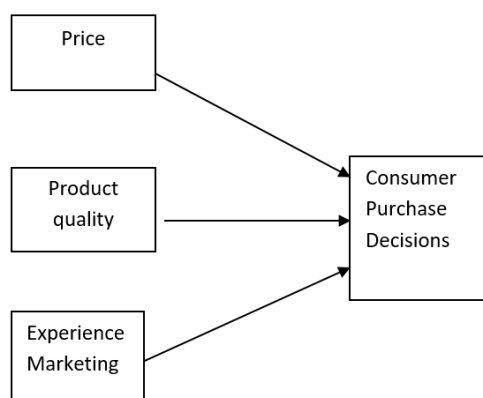 Price
Product
quality
Consumer
Purchase
Decisions
Experience
Marketing